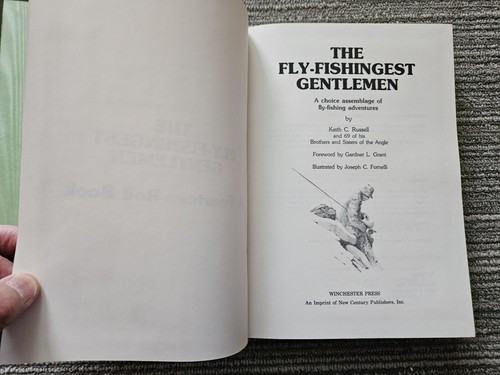 THE
FLY-FISHINGEST
GENTLEMEN
A choice assemblage of
fly-fishing adventures
by
Keith C. Russell
and 69 of his
Brothers and Sisters of the Angle
Foreword by Gardner L. Grant
Illustrated by Joseph C. Fornelli
WINCHESTER PRESS
An Imprint of New Century Publishers, Inc.